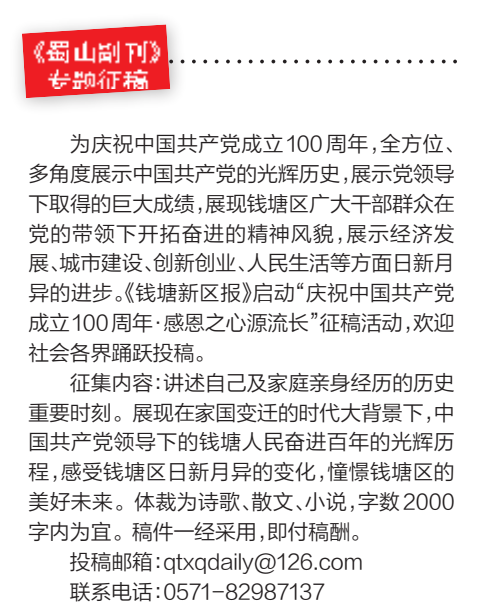 《蜀山副刊》
专题征稿
为庆祝中国共产党成立100周年,全方位、
多角度展示中国共产党的光辉历史,展示党领导
下取得的巨大成绩,展现钱塘区广大干部群众在
党的带领下开拓奋进的精神风貌,展示经济发
展、城市建设、创新创业、人民生活等方面日新月
异的进步。《钱塘新区报》启动“庆祝中国共产党
成立100周年·感恩之心源流长”征稿活动,欢迎
社会各界踊跃投稿。
征集内容:讲述自己及家庭亲身经历的历史
重要时刻。展现在家国变迁的时代大背景下,中
国共产党领导下的钱塘人民奋进百年的光辉历
程,感受钱塘区日新月异的变化,憧憬钱塘区的
美好未来。体裁为诗歌、散文、小说,字数2000
字内为宜。稿件一经采用,即付稿酬。
投稿邮箱:qtxqdaily@126.com
联系电话:0571-82987137